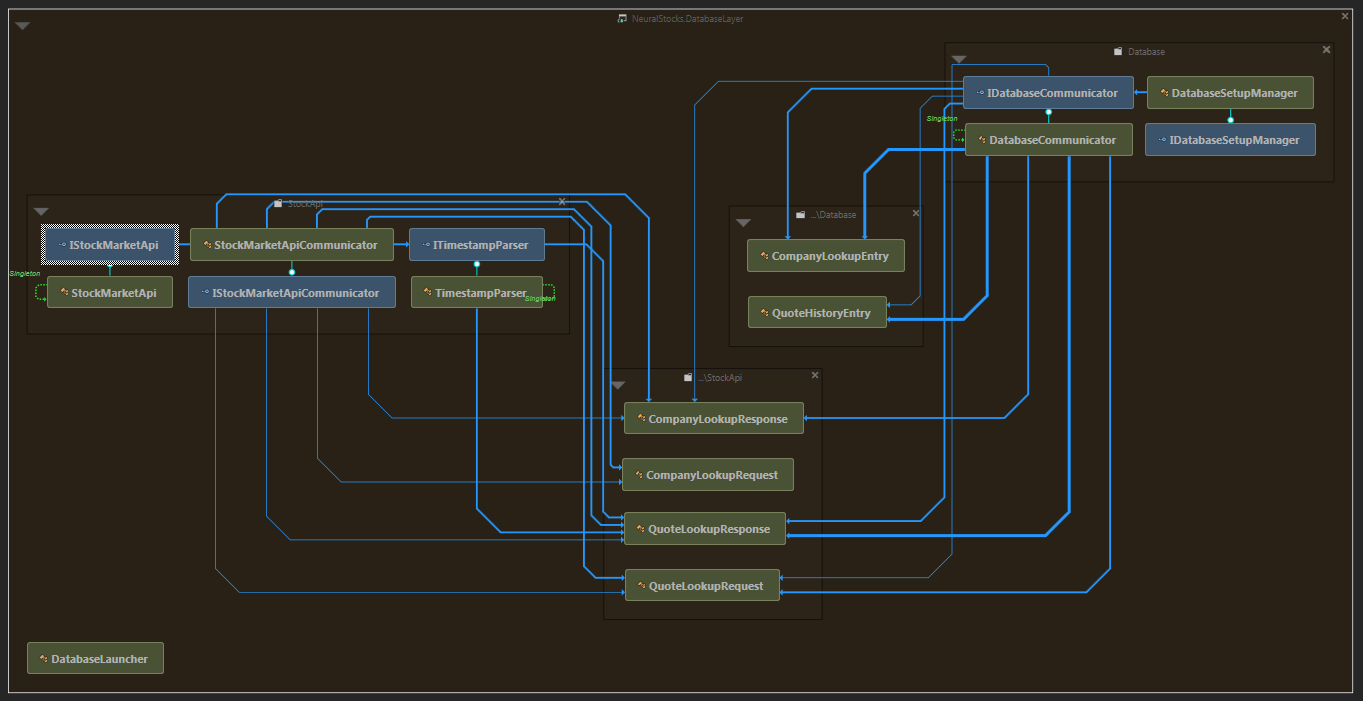 NeuralStocks.DatabaseLayer
Database
IDatabaseCommunicator
DatabaseSetupManager
Singleton
DatabaseCommunicator
IDatabaseSetupManager
StockApi
...\Database
IStockMarketApi
StockMarketApiCommunicator
ITimestampParser
CompanyLookupEntry
Singleton
StockMarketApi
IStockMarketApiCommunicator
TimestampParser
Singleton
QuoteHistoryEntry
...\StockApi
CompanyLookupResponse
CompanyLookupRequest
QuoteLookupResponse
QuoteLookupRequest
DatabaseLauncher